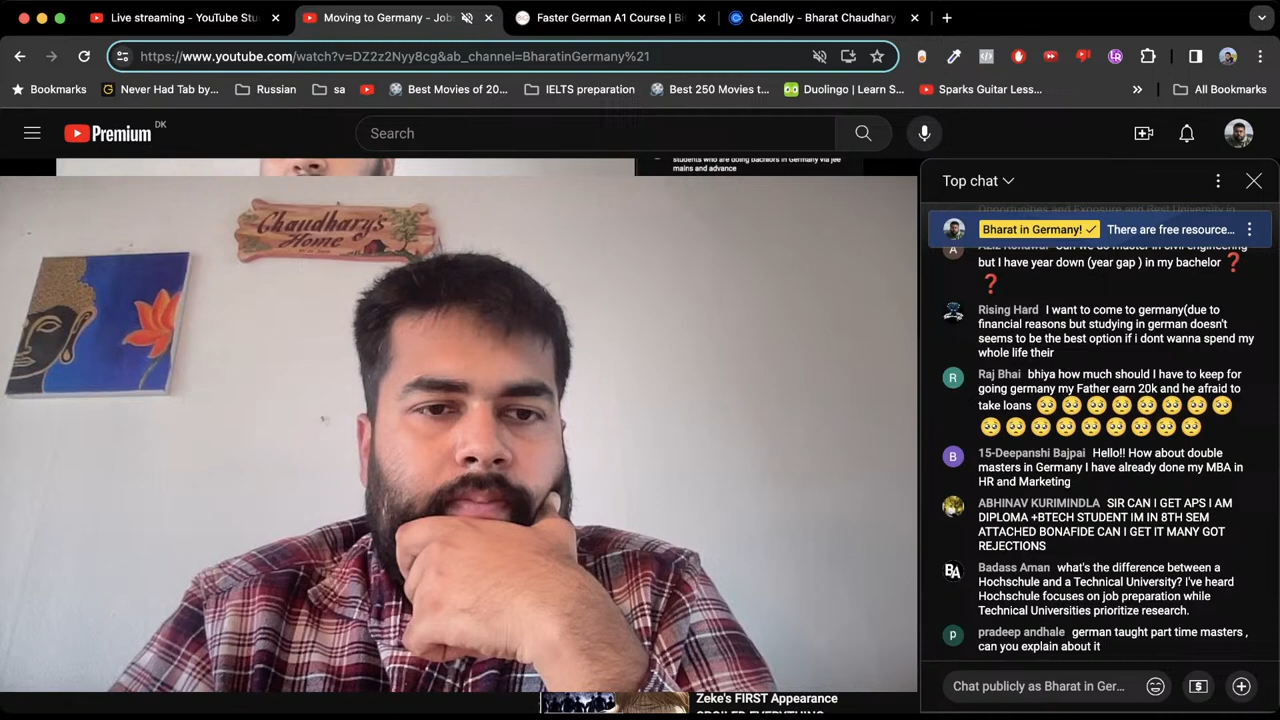 Live streaming - YouTube Stu
Moving to Germany - Job
Faster German A1 Course | B
Calendly - Bharat Chaudhary
https://www.youtube.com/watch?v=DZ2z2Nyy8cg&ab_channel=BharatinGermany%21
Bookmarks
Never Had Tab by...
Russian
sa
Best Movies of 20...
IELTS preparation
Best 250 Movies t...
Duolingo | Learn S...
Sparks Guitar Less...
All Bookmarks
Premium DK
Search
students who are doing bachlors in Germany via jee
mains and advance
Chaudhary's
Home
Top chat
Opportunities and Exposure and Best University in
Bharat in Germany! There are free resource...
but I have year down (year gap ) in my bachelor ❓
❓
Rising Hard I want to come to germany(due to
financial reasons but studying in german doesn't
seems to be the best option if i dont wanna spend my
whole life their
Raj Bhai bhiya how much should I have to keep for
going germany my Father earn 20k and he afraid to
take loans 🥺🥺🥺🥺🥺🥺🥺🥺
🥺🥺🥺🥺🥺🥺🥺🥺🥺
15-Deepanshi Bajpai Hello!! How about double
masters in Germany I have already done my MBA in
HR and Marketing
ABHINAV KURIMINDLA SIR CAN I GET APS I AM
DIPLOMA +BTECH STUDENT IM IN 8TH SEM
ATTACHED BONAFIDE CAN I GET IT MANY GOT
REJECTIONS
Badass Aman what's the difference between a
Hochschule and a Technical University? I've heard
Hochschule focuses on job preparation while
Technical Universities prioritize research.
pradeep andhale german taught part time masters ,
can you explain about it
Chat publicly as Bharat in Ger...
Zeke's FIRST Appearance